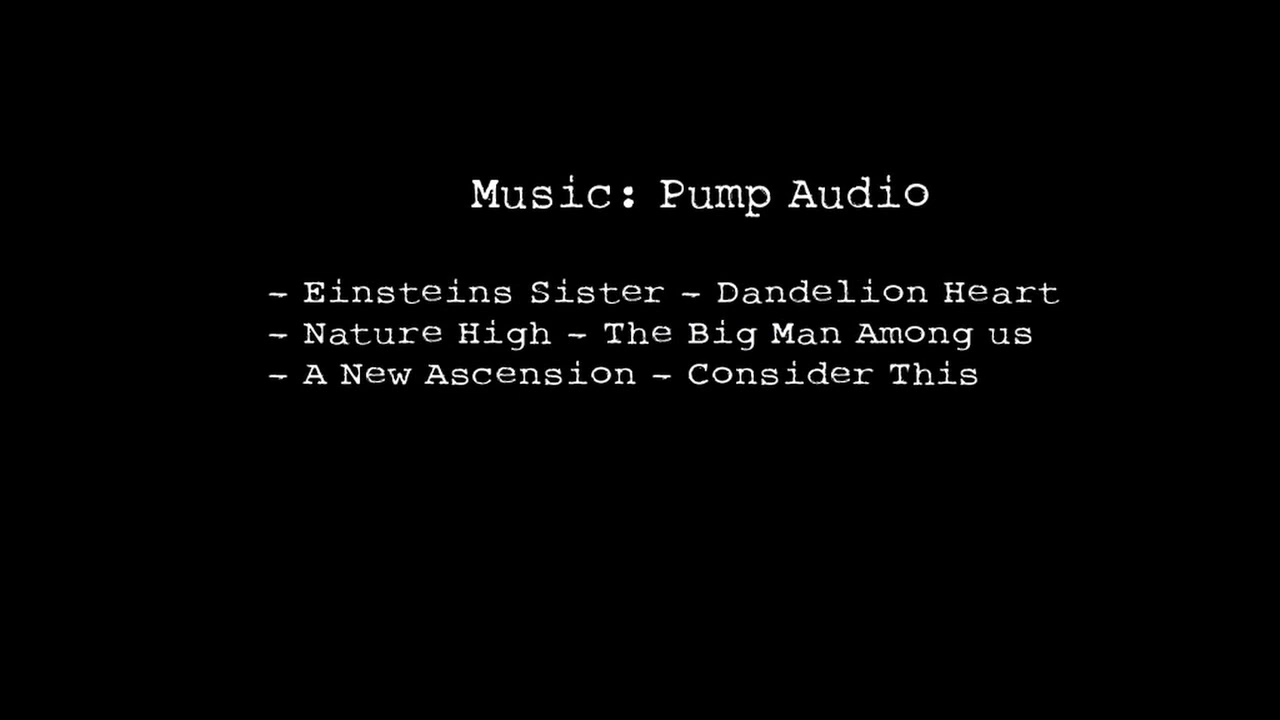 Music: Pump Audio
- Einsteins Sister - Dandelion Heart
- Nature High - The Big Man Among us
- A New Ascension - Consider This